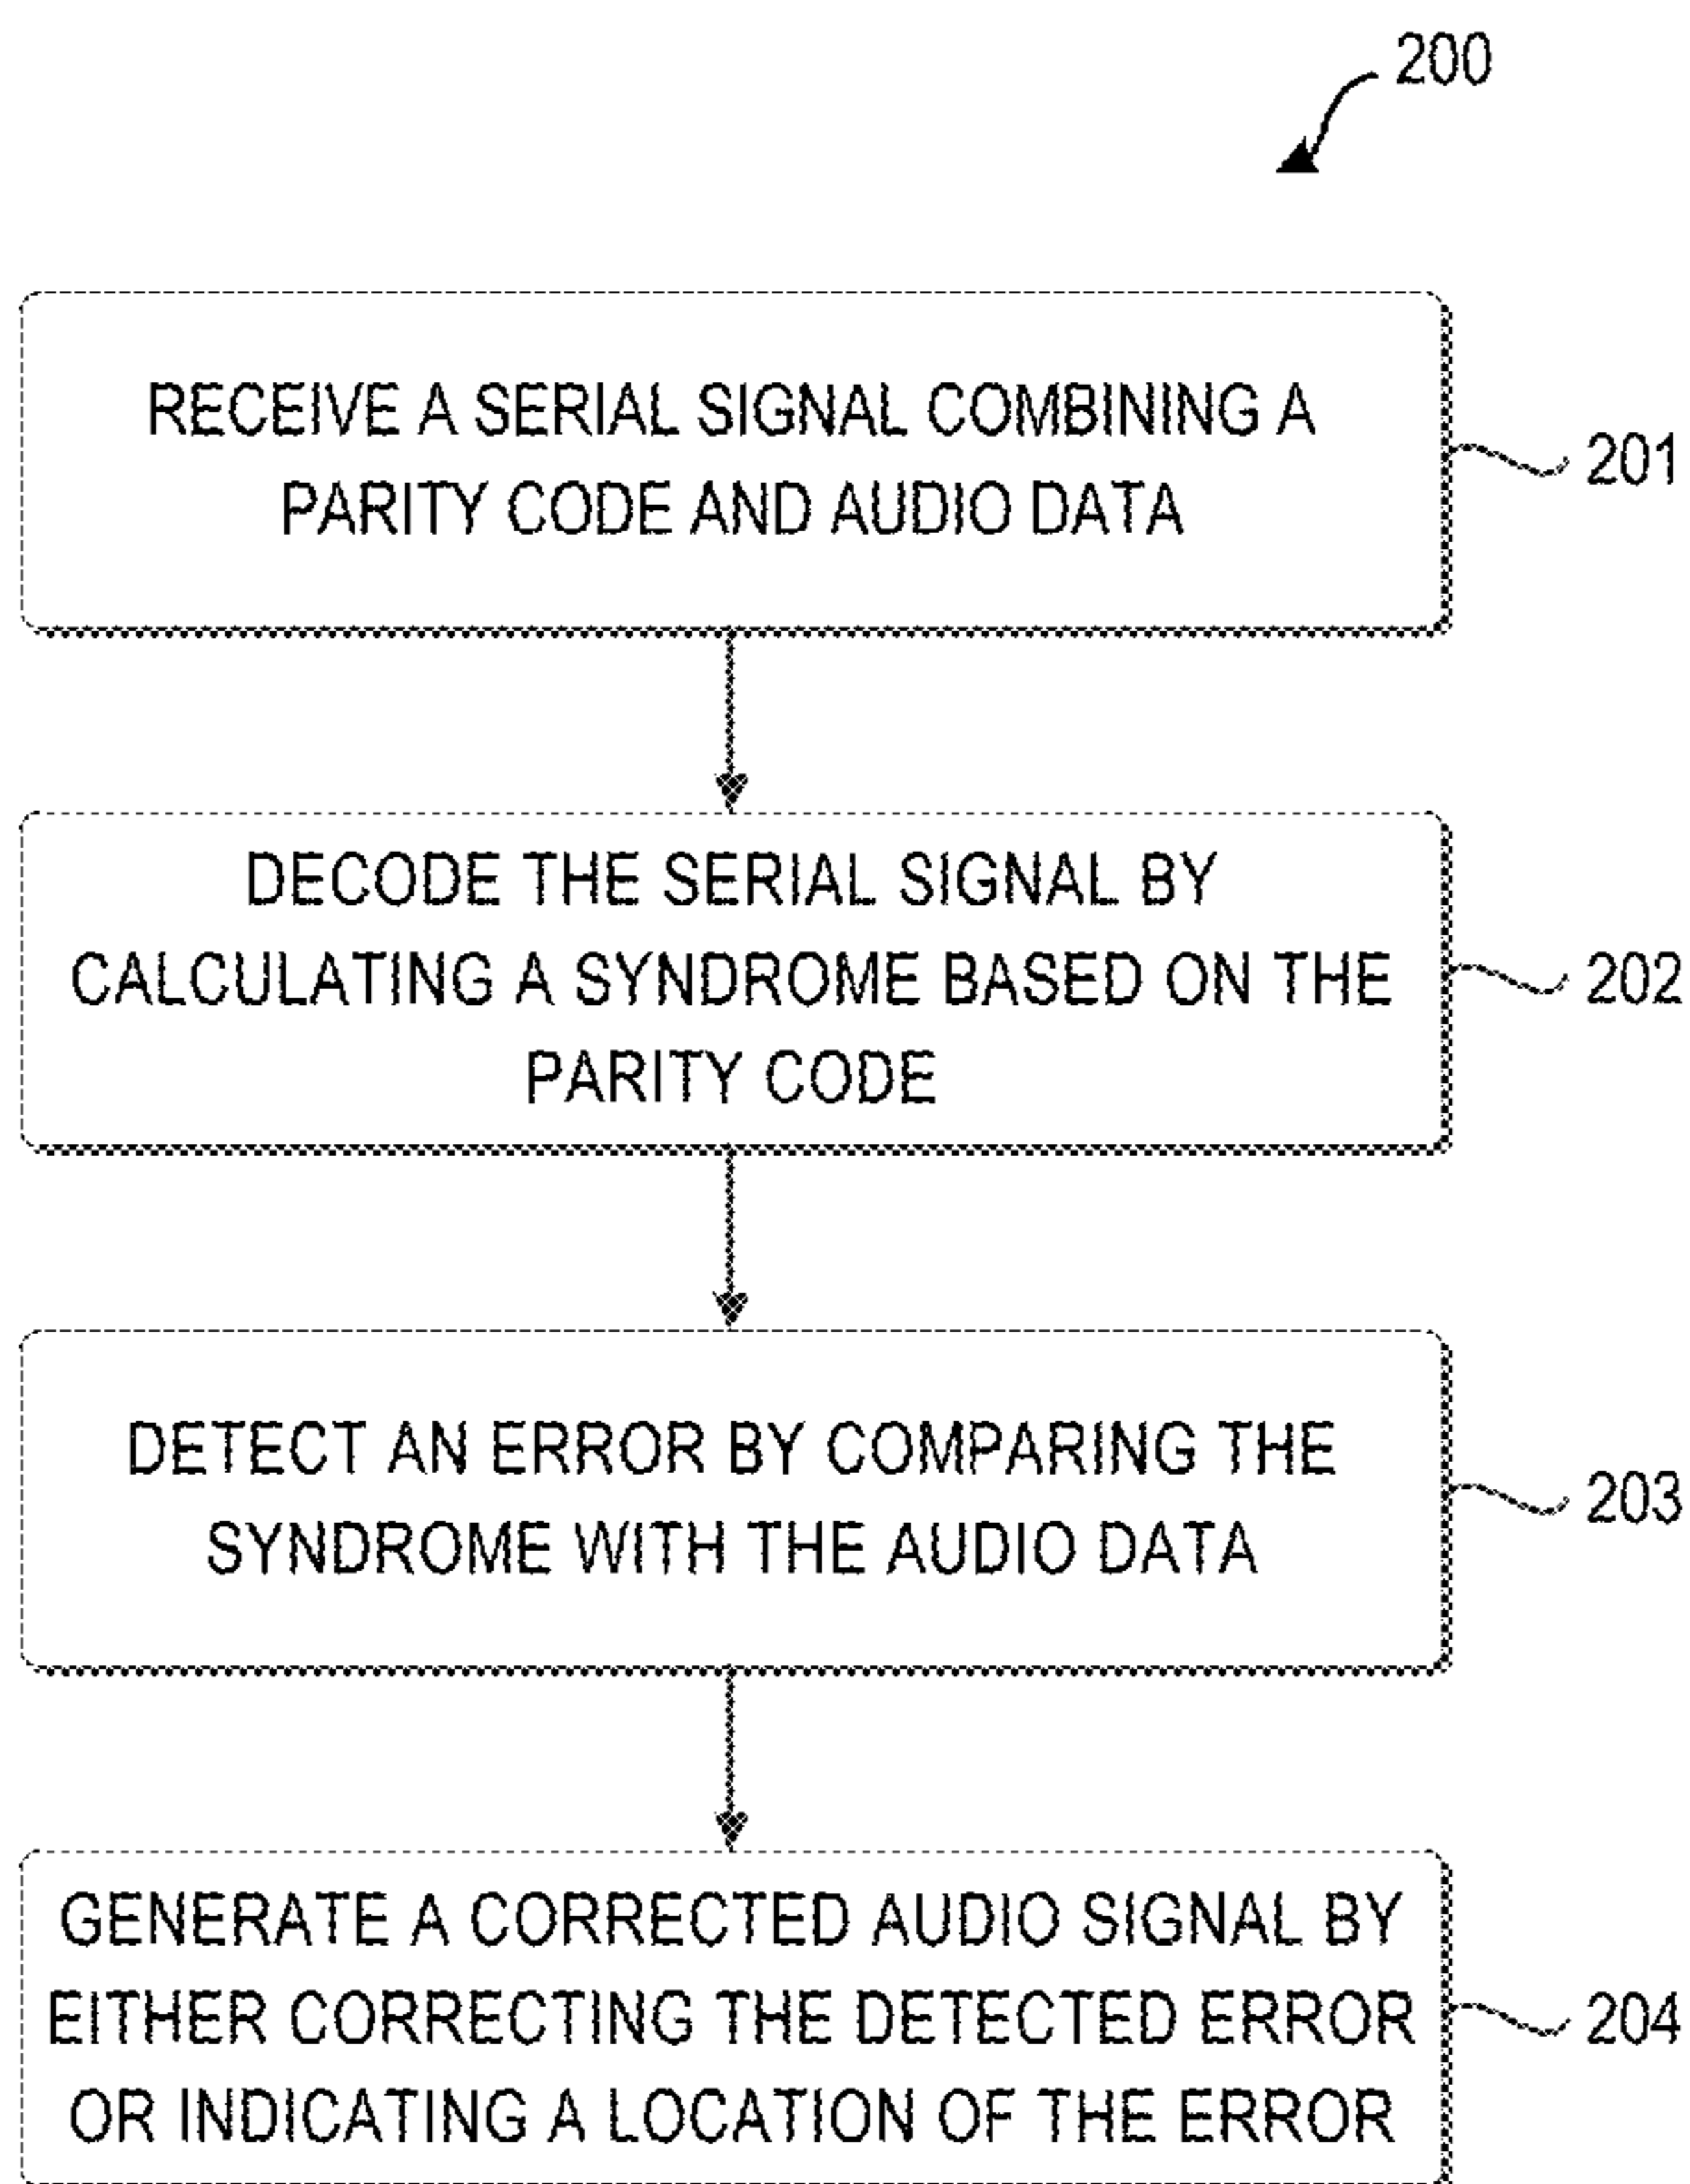 200
RECEIVE A SERIAL SIGNAL COMBINING A
PARITY CODE AND AUDIO DATA
201
DECODE THE SERIAL SIGNAL BY
CALCULATING A SYNDROME BASED ON THE
PARITY CODE
202
DETECT AN ERROR BY COMPARING THE
SYNDROME WITH THE AUDIO DATA
203
GENERATE A CORRECTED AUDIO SIGNAL BY
EITHER CORRECTING THE DETECTED ERROR
OR INDICATING A LOCATION OF THE ERROR
204